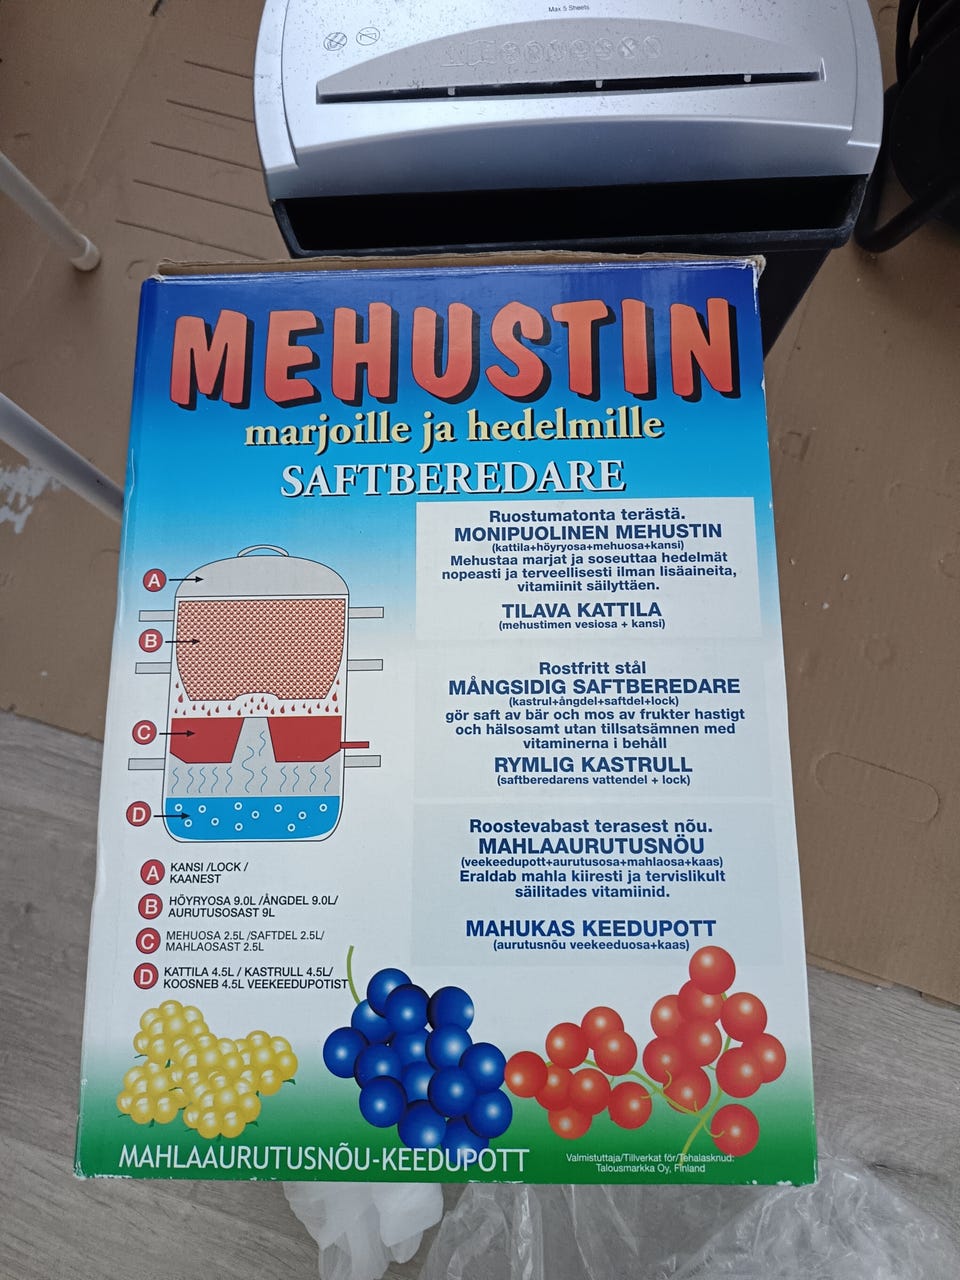 Max 5 Sheets
MEHUSTIN
marjoille ja hedelmille
SAFTBEREDARE
Ruostumatonta terästä.
MONIPUOLINEN MEHUSTIN
(kattila+höyryosa+mehuosa+kansi)
Mehustaa marjat ja soseuttaa hedelmät
nopeasti ja terveellisesti ilman lisäaineita,
vitamiinit säilyttäen.
TILAVA KATTILA
(mehustimen vesiosa + kansi)
Rostfritt stål
MÅNGSIDIG SAFTBEREDARE
(kastrul+ångdel+saftdel+lock)
gör saft av bär och mos av frukter hastigt
och hälsosamt utan tillsatsämnen med
vitaminerna i behåll
RYMLIG KASTRULL
(saftberedarens vattendel + lock)
Roostevabast terasest nõu.
MAHLAAURUTUSNÖU
(veekeedupott+aurutusosa+mahlaosa+kaas)
Eraldab mahla kiiresti ja tervislikult
säilitades vitamiinid.
MAHUKAS KEEDUPOTT
(aurutusnõu veekeeduosa+kaas)
A
B
C
D
A KANSI /LOCK /
KAANEST
B HÖYRYOSA 9.0L /ÅNGDEL 9.0L/
AURUTUSOSAST 9L
C MEHUOSA 2.5L /SAFTDEL 2.5L/
MAHLAOSAST 2.5L
D KATTILA 4.5L / KASTRULL 4.5L/
KOOSNEB 4.5L VEEKEEDUPOTIST
MAHLAAURUTUSNÕU-KEEDUPOTT
Valmistuttaja/Tillverkat för/Tehalasknud:
Talousmarkka Oy, Finland